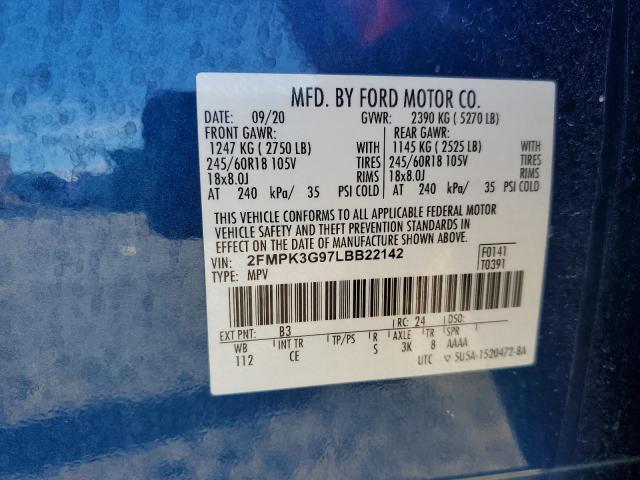 MFD. BY FORD MOTOR CO.
DATE: 09/20 GVWR: 2390 KG ( 5270 LB)
FRONT GAWR: REAR GAWR:
1247 KG ( 2750 LB) WITH 1145 KG ( 2525 LB) WITH
245/60R18 105V TIRES 245/60R18 105V TIRES
18x8.0J RIMS 18x8.0J RIMS
AT 240 kPa/ 35 PSI COLD AT 240 kPa/ 35 PSI COLD
THIS VEHICLE CONFORMS TO ALL APPLICABLE FEDERAL MOTOR
VEHICLE SAFETY AND THEFT PREVENTION STANDARDS IN
EFFECT ON THE DATE OF MANUFACTURE SHOWN ABOVE.
VIN: 2FMPK3G97LBB22142 F0141
TYPE: MPV T0391
EXT PNT: B3 RC: 24 DSO:
WB INT TR TP/PS R AXLE TR SPR
112 CE S 3K 8 AAAA
UTC ▽ 5U5A-1520472-BA